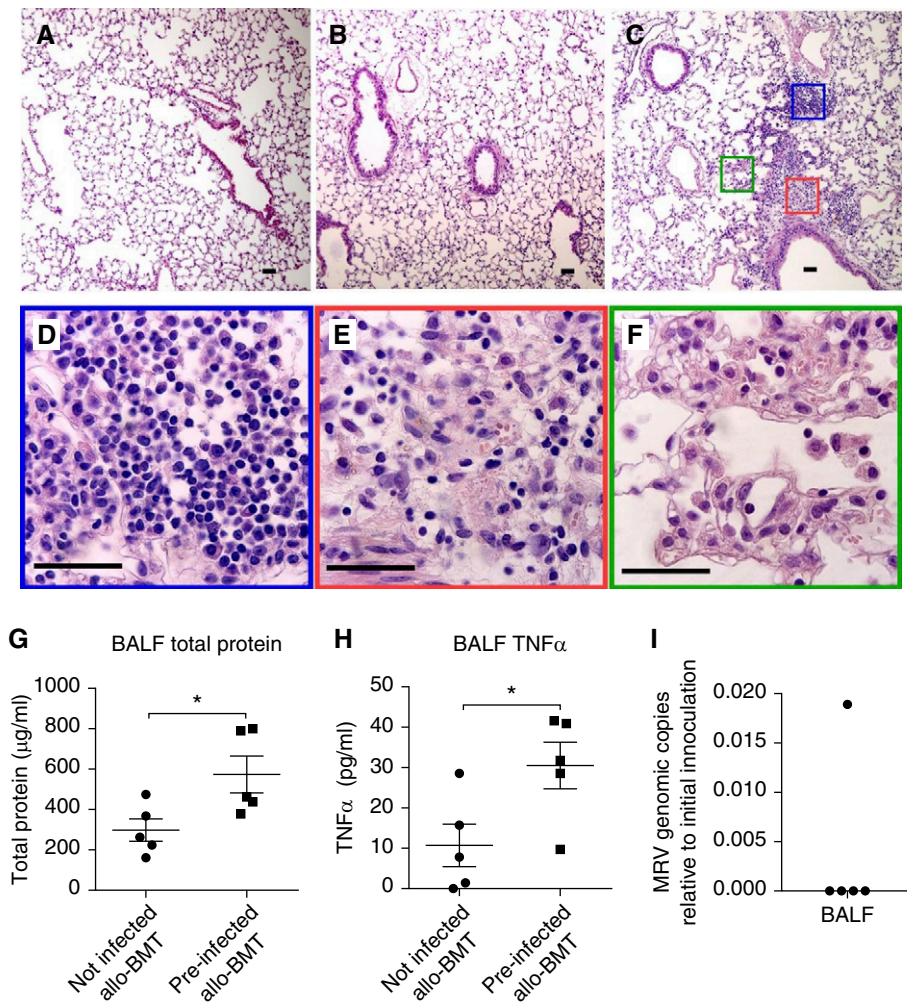 A
B
C
D
E
F
G
BALF total protein
Total protein (μg/ml)
1000
800
600
400
200
0
*
Not infected
allo-BMT
Pre-infected
allo-BMT
H
BALF TNFα
TNFα (pg/ml)
50
40
30
20
10
0
*
Not infected
allo-BMT
Pre-infected
allo-BMT
I
MRV genomic copies
relative to initial innoculation
0.020
0.015
0.010
0.005
0.000
BALF